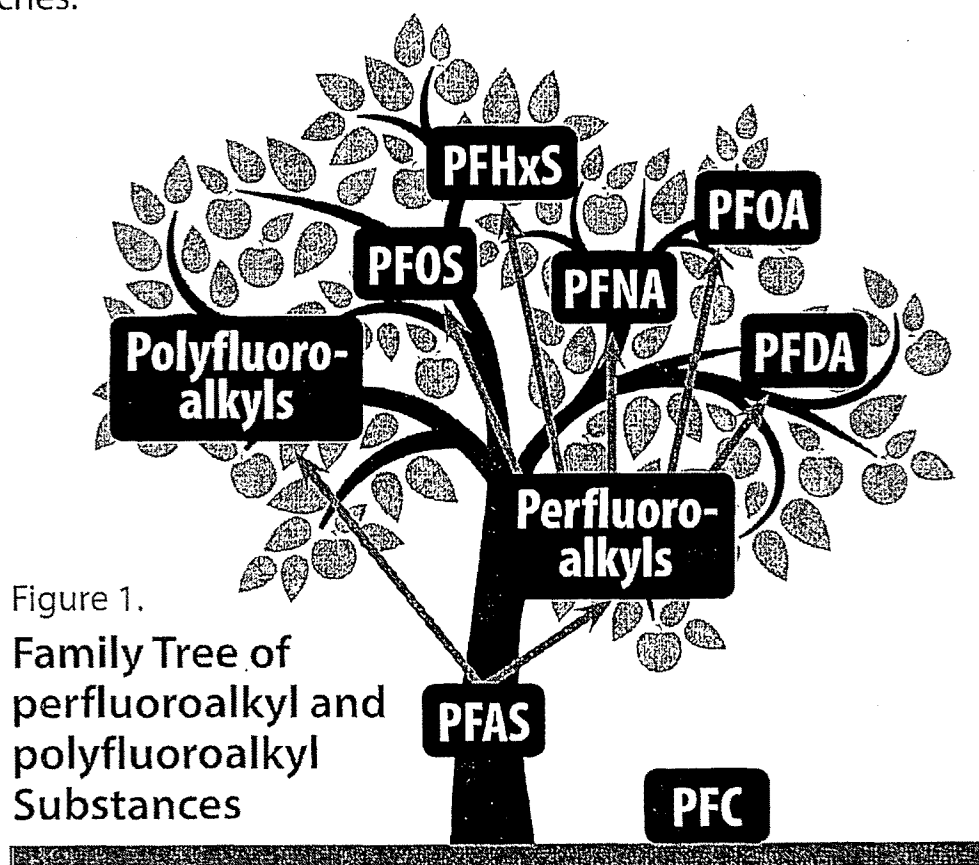 PFHxS
PFOA
PFOS
PFNA
Polyfluoro-
alkyls
PFDA
Perfluoro-
alkyls
Figure 1.
Family Tree of
perfluoroalkyl and
polyfluoroalkyl
Substances
PFAS
PFC